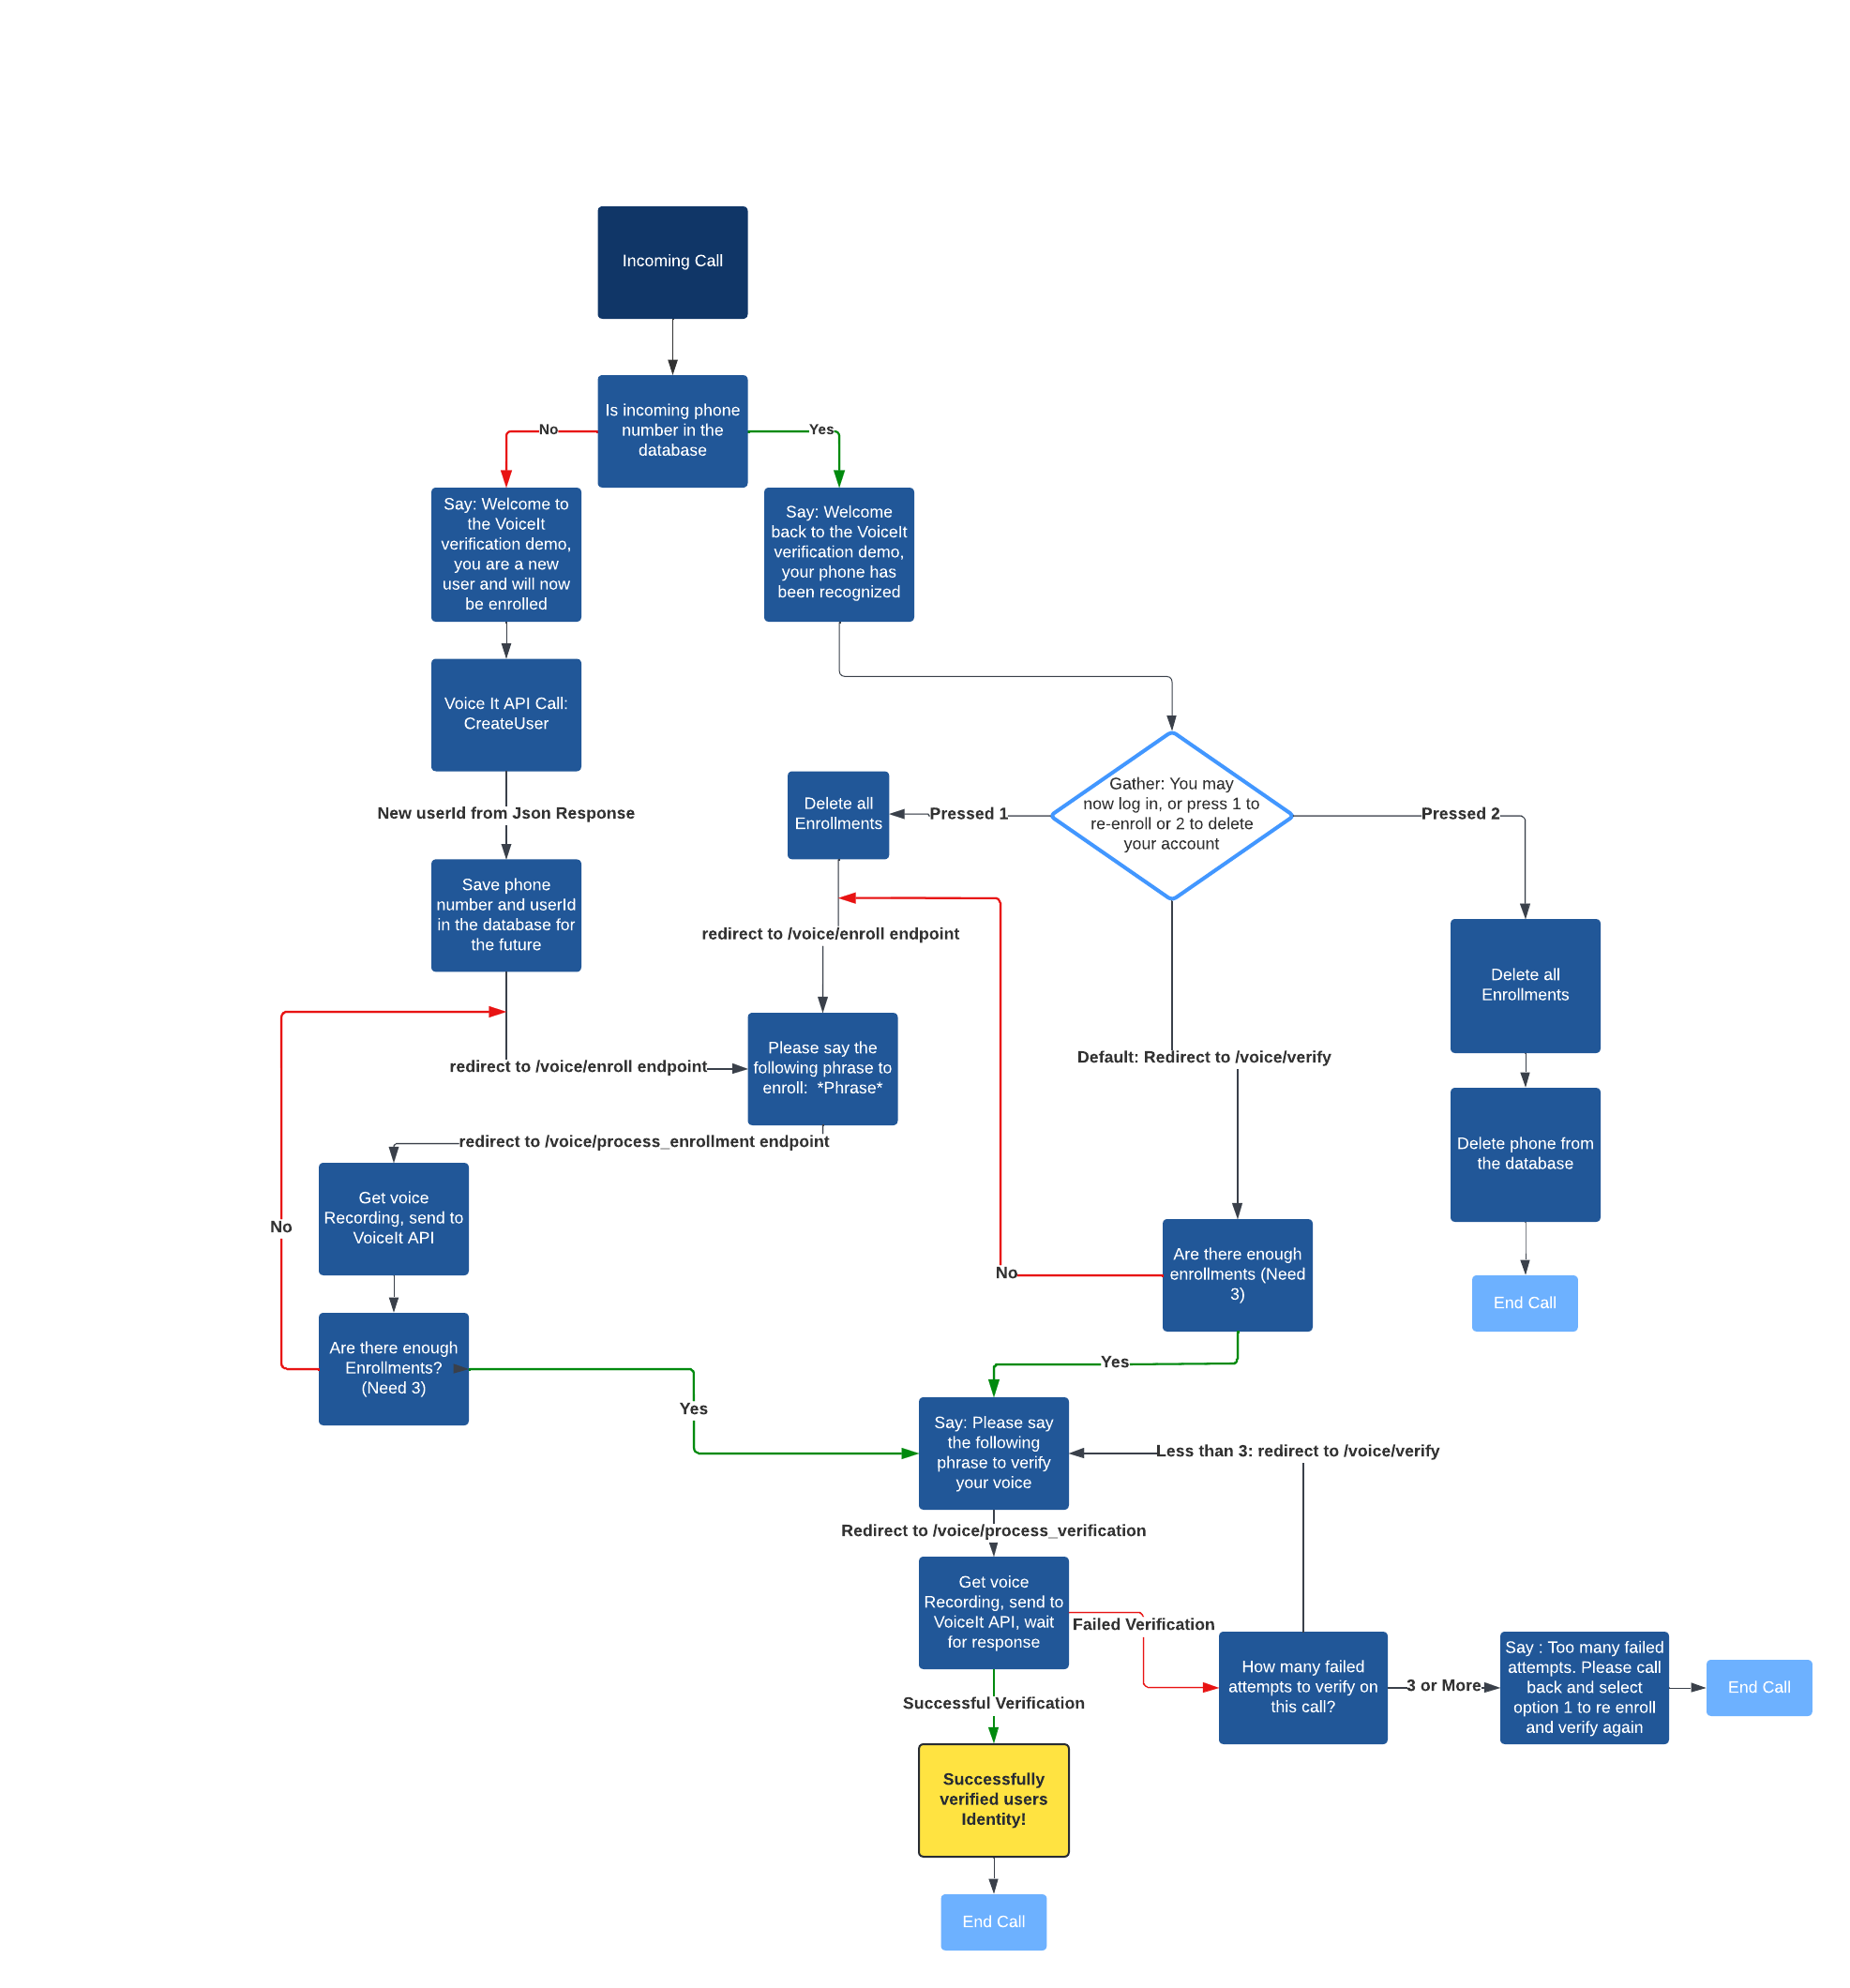 Incoming Call
Is incoming phone
number in the
database
No
Yes
Say: Welcome to
the VoiceIt
verification demo,
you are a new
user and will now
be enrolled
Say: Welcome
back to the VoiceIt
verification demo,
your phone has
been recognized
Voice It API Call:
CreateUser
New userId from Json Response
Save phone
number and userId
in the database for
the future
Delete all
Enrollments
Pressed 1
Gather: You may
now log in, or press 1 to
re-enroll or 2 to delete
your account
Pressed 2
redirect to /voice/enroll endpoint
Delete all
Enrollments
redirect to /voice/enroll endpoint
Please say the
following phrase to
enroll:  *Phrase*
Default: Redirect to /voice/verify
Delete phone from
the database
redirect to /voice/process_enrollment endpoint
Get voice
Recording, send to
VoiceIt API
No
Are there enough
enrollments (Need
3)
No
End Call
Are there enough
Enrollments?
(Need 3)
Yes
Yes
Say: Please say
the following
phrase to verify
your voice
Less than 3: redirect to /voice/verify
Redirect to /voice/process_verification
Get voice
Recording, send to
VoiceIt API, wait
for response
Failed Verification
How many failed
attempts to verify on
this call?
3 or More
Say : Too many failed
attempts. Please call
back and select
option 1 to re enroll
and verify again
End Call
Successful Verification
Successfully
verified users
Identity!
End Call